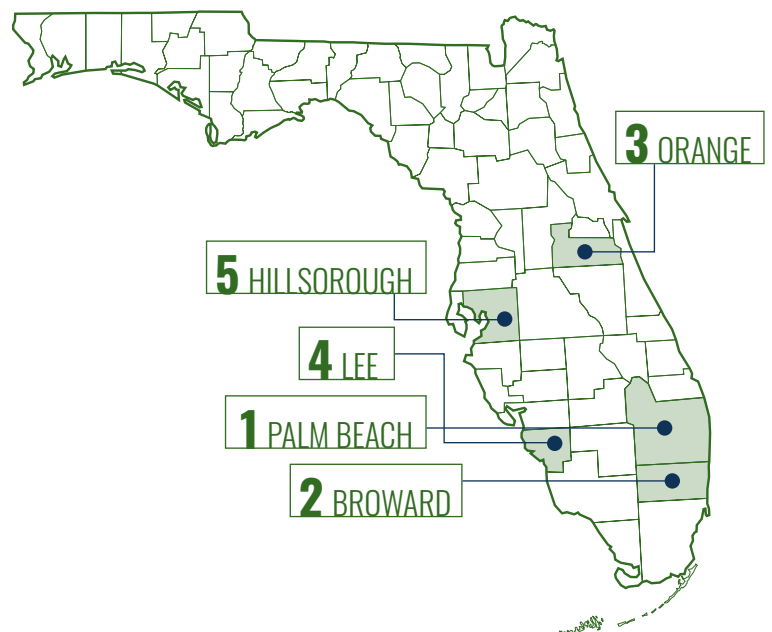 3 ORANGE
5 HILLSOROUGH
4 LEE
1 PALM BEACH
2 BROWARD